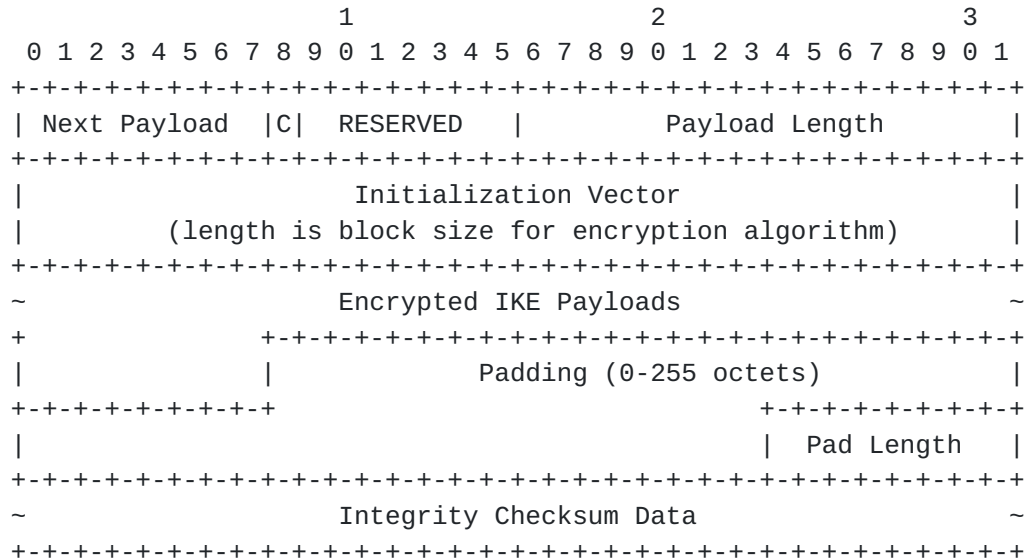 1                   2                   3
 0 1 2 3 4 5 6 7 8 9 0 1 2 3 4 5 6 7 8 9 0 1 2 3 4 5 6 7 8 9 0 1
+-+-+-+-+-+-+-+-+-+-+-+-+-+-+-+-+-+-+-+-+-+-+-+-+-+-+-+-+-+-+-+-+
| Next Payload  |C|  RESERVED   |         Payload Length        |
+-+-+-+-+-+-+-+-+-+-+-+-+-+-+-+-+-+-+-+-+-+-+-+-+-+-+-+-+-+-+-+-+
|                     Initialization Vector                     |
|         (length is block size for encryption algorithm)       |
+-+-+-+-+-+-+-+-+-+-+-+-+-+-+-+-+-+-+-+-+-+-+-+-+-+-+-+-+-+-+-+-+
~                    Encrypted IKE Payloads                     ~
+               +-+-+-+-+-+-+-+-+-+-+-+-+-+-+-+-+-+-+-+-+-+-+-+-+
|               |             Padding (0-255 octets)            |
+-+-+-+-+-+-+-+-+                               +-+-+-+-+-+-+-+-+
|                                               |  Pad Length   |
+-+-+-+-+-+-+-+-+-+-+-+-+-+-+-+-+-+-+-+-+-+-+-+-+-+-+-+-+-+-+-+-+
~                    Integrity Checksum Data                    ~
+-+-+-+-+-+-+-+-+-+-+-+-+-+-+-+-+-+-+-+-+-+-+-+-+-+-+-+-+-+-+-+-+